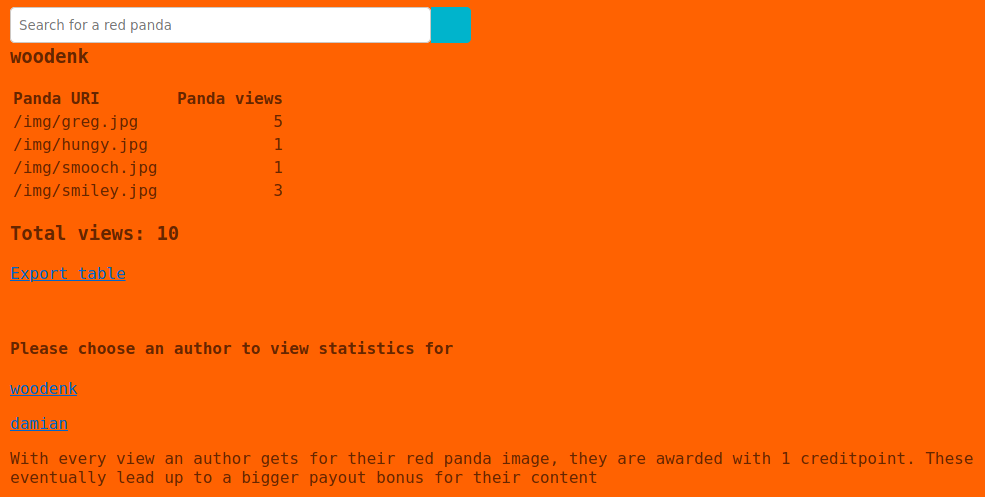 Search for a red panda
woodenk
Panda URI Panda views
/img/greg.jpg 5
/img/hungy.jpg 1
/img/smooch.jpg 1
/img/smiley.jpg 3
Total views: 10
Export table
Please choose an author to view statistics for
woodenk
damian
With every view an author gets for their red panda image, they are awarded with 1 creditpoint. These
eventually lead up to a bigger payout bonus for their content